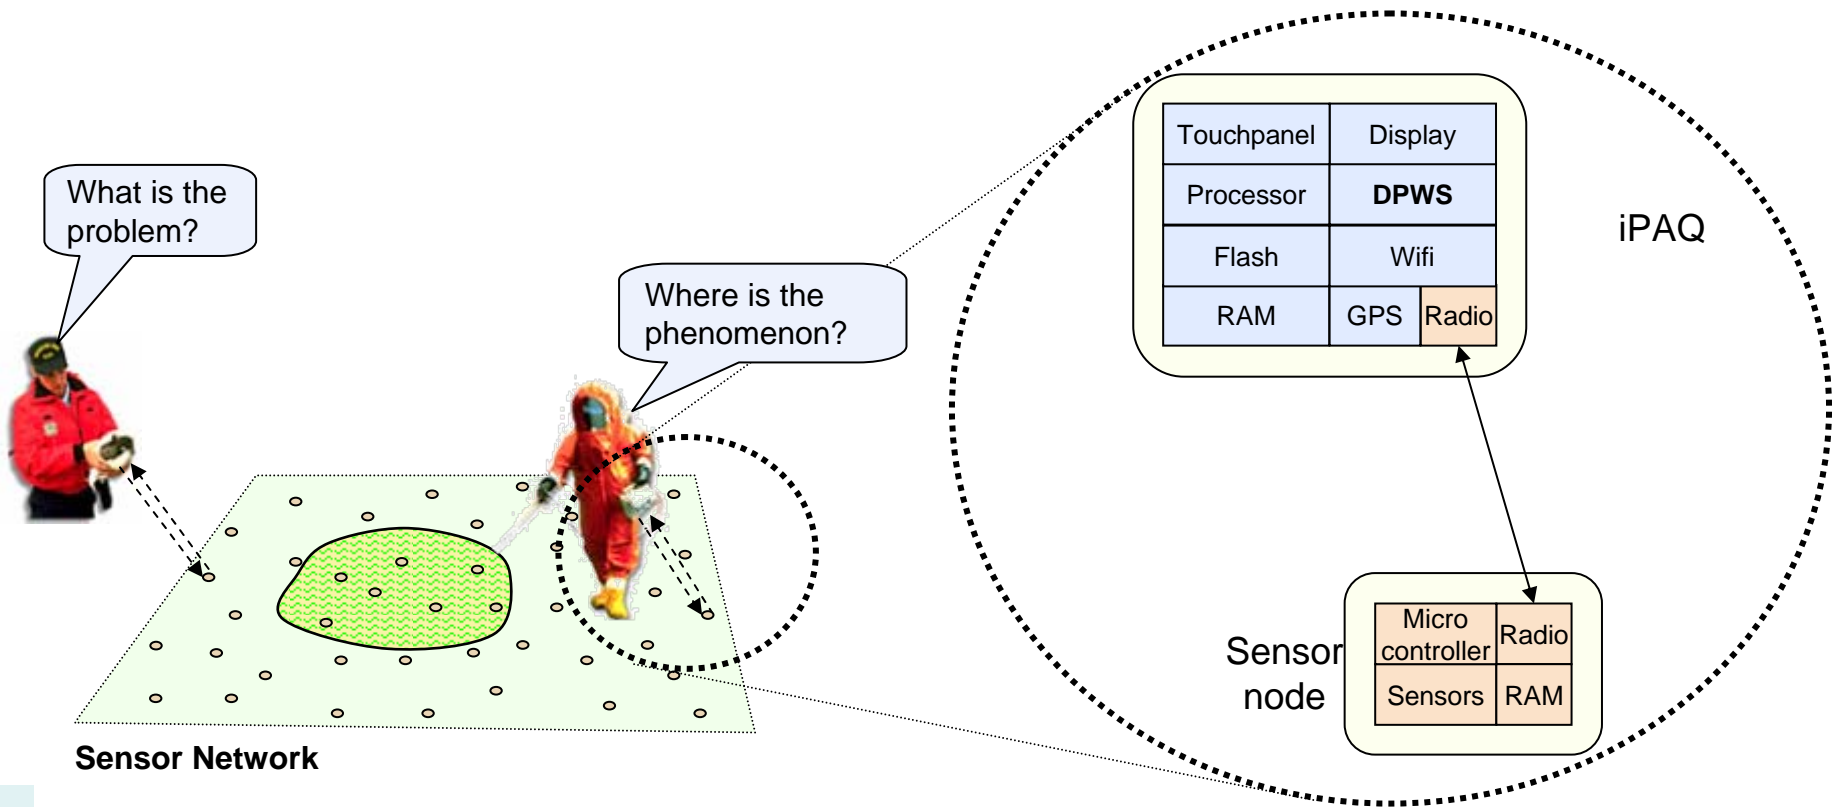 What is the
problem?
Where is the
phenomenon?
Sensor Network
Touchpanel
Display
Processor
DPWS
Flash
Wifi
RAM
GPS
Radio
iPAQ
Sensor
node
Micro
controller
Radio
Sensors
RAM